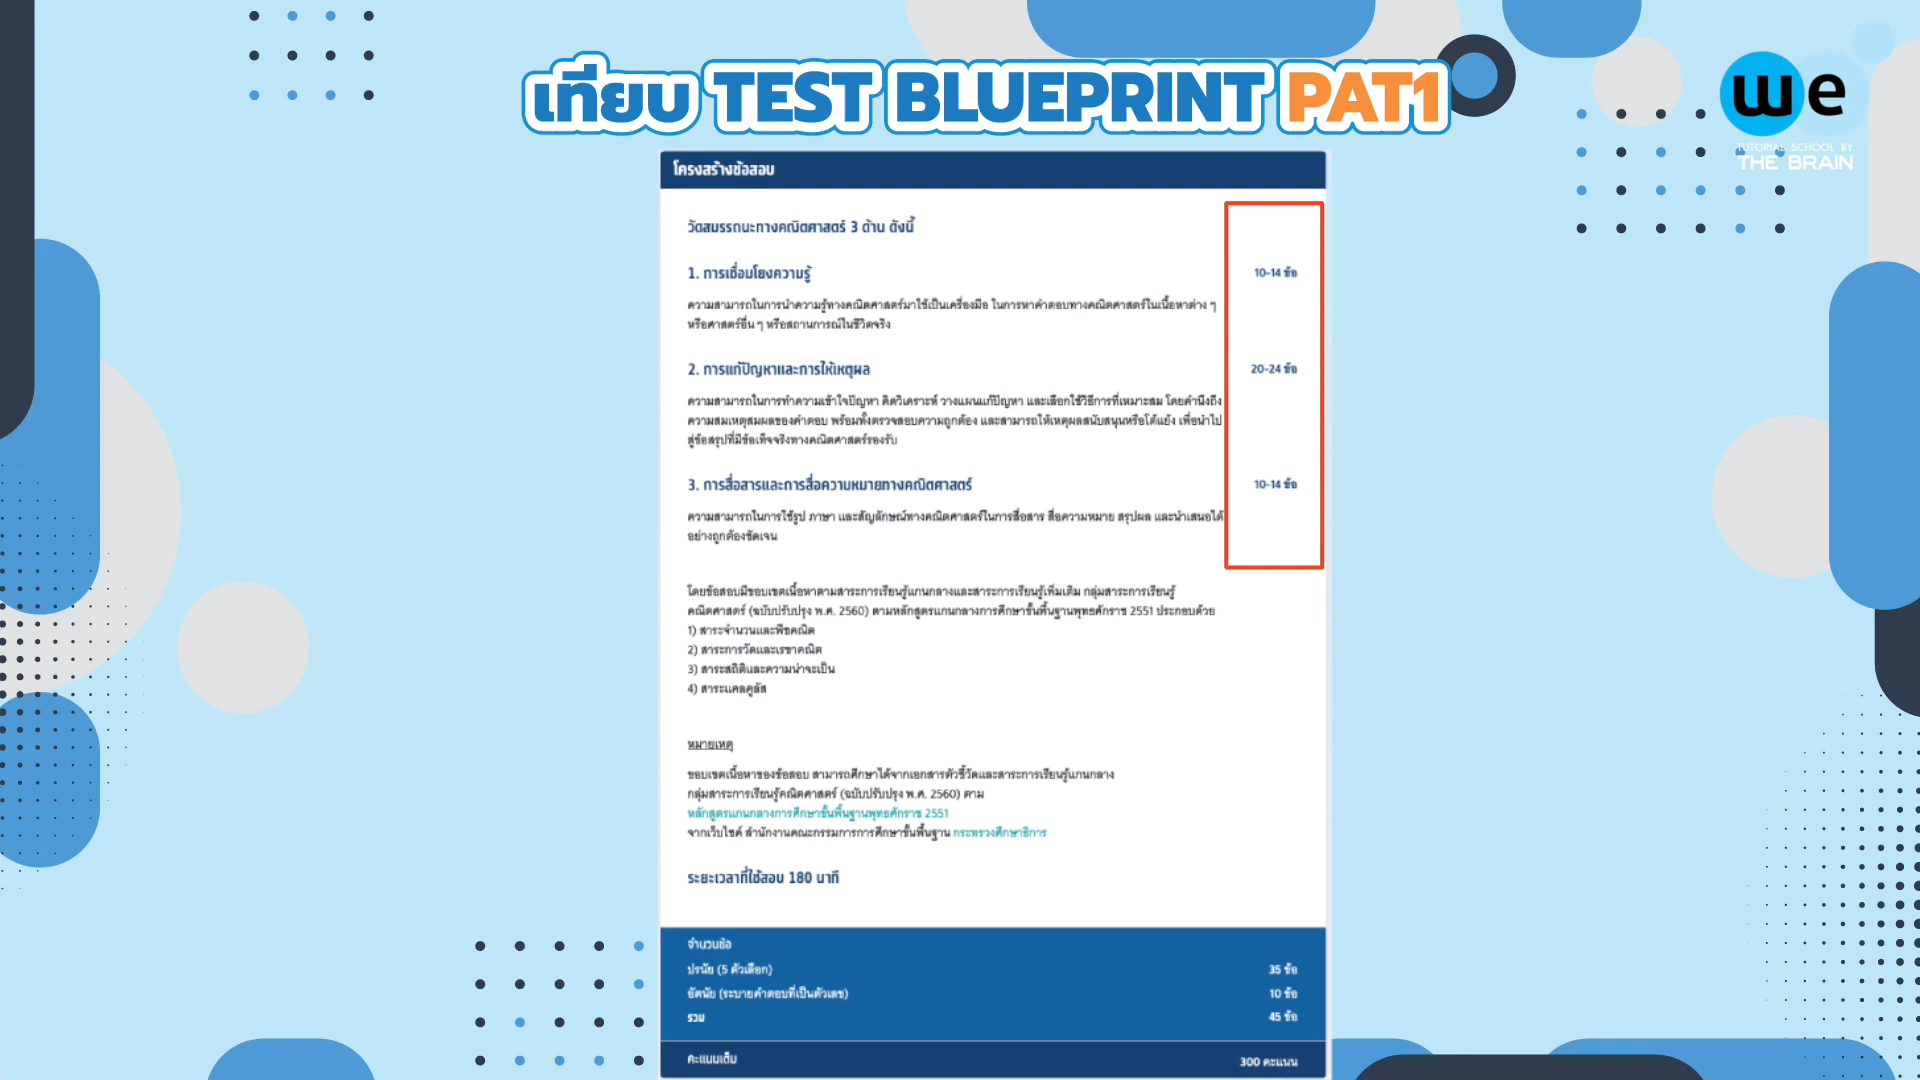 เทียบ TEST BLUEPRINT PAT1
we
TUTORIAL SCHOOL BY
THE BRAIN
โครงสร้างข้อสอบ
วัดสมรรถนะทางคณิตศาสตร์ 3 ด้าน ดังนี้
1. การเชื่อมโยงความรู้ 10-14 ข้อ
ความสามารถในการนำความรู้ทางคณิตศาสตร์มาใช้เป็นเครื่องมือ ในการหาคำตอบทางคณิตศาสตร์ในเนื้อหาต่าง ๆ
หรือศาสตร์อื่น ๆ หรือสถานการณ์ในชีวิตจริง
2. การแก้ปัญหาและการให้เหตุผล 20-24 ข้อ
ความสามารถในการทำความเข้าใจปัญหา คิดวิเคราะห์ วางแผนแก้ปัญหา และเลือกใช้วิธีการที่เหมาะสม โดยคำนึงถึง
ความสมเหตุสมผลของคำตอบ พร้อมทั้งตรวจสอบความถูกต้อง และสามารถให้เหตุผลสนับสนุนหรือโต้แย้ง เพื่อนำไป
สู่ข้อสรุปที่มีข้อเท็จจริงทางคณิตศาสตร์รองรับ
3. การสื่อสารและการสื่อความหมายทางคณิตศาสตร์ 10-14 ข้อ
ความสามารถในการใช้รูป ภาษา และสัญลักษณ์ทางคณิตศาสตร์ในการสื่อสาร สื่อความหมาย สรุปผล และนำเสนอได้
อย่างถูกต้องชัดเจน
โดยข้อสอบมีขอบเขตเนื้อหาตามสาระการเรียนรู้แกนกลางและสาระการเรียนรู้เพิ่มเติม กลุ่มสาระการเรียนรู้
คณิตศาสตร์ (ฉบับปรับปรุง พ.ศ. 2560) ตามหลักสูตรแกนกลางการศึกษาขั้นพื้นฐานพุทธศักราช 2551 ประกอบด้วย
1) สาระจำนวนและพีชคณิต
2) สาระการวัดและเรขาคณิต
3) สาระสถิติและความน่าจะเป็น
4) สาระแคลคูลัส
หมายเหตุ
ขอบเขตเนื้อหาของข้อสอบ สามารถศึกษาได้จากเอกสารตัวชี้วัดและสาระการเรียนรู้แกนกลาง
กลุ่มสาระการเรียนรู้คณิตศาสตร์ (ฉบับปรับปรุง พ.ศ. 2560) ตาม
หลักสูตรแกนกลางการศึกษาขั้นพื้นฐานพุทธศักราช 2551
จากเว็บไซต์ สำนักงานคณะกรรมการการศึกษาขั้นพื้นฐาน กระทรวงศึกษาธิการ
ระยะเวลาที่ใช้สอบ 180 นาที
จำนวนข้อ
ปรนัย (5 ตัวเลือก) 35 ข้อ
อัตนัย (ระบายคำตอบที่เป็นตัวเลข) 10 ข้อ
รวม 45 ข้อ
คะแนนเต็ม 300 คะแนน